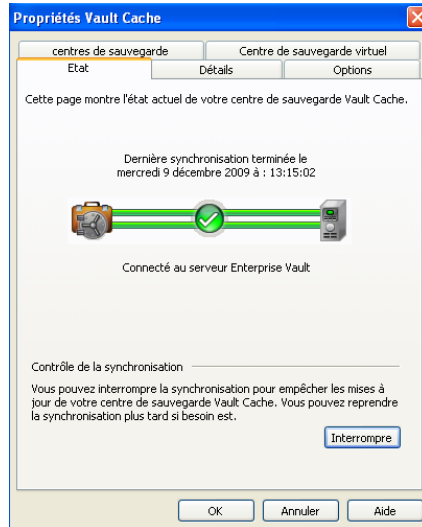 Propriétés Vault Cache
centres de sauvegarde
Centre de sauvegarde virtuel
Etat
Détails
Options
Cette page montre l'état actuel de votre centre de sauvegarde Vault Cache.
Dernière synchronisation terminée le
mercredi 9 décembre 2009 à : 13:15:02
Connecté au serveur Enterprise Vault
Contrôle de la synchronisation
Vous pouvez interrompre la synchronisation pour empêcher les mises à
jour de votre centre de sauvegarde Vault Cache. Vous pouvez reprendre
la synchronisation plus tard si besoin est.
Interrompre
OK
Annuler
Aide